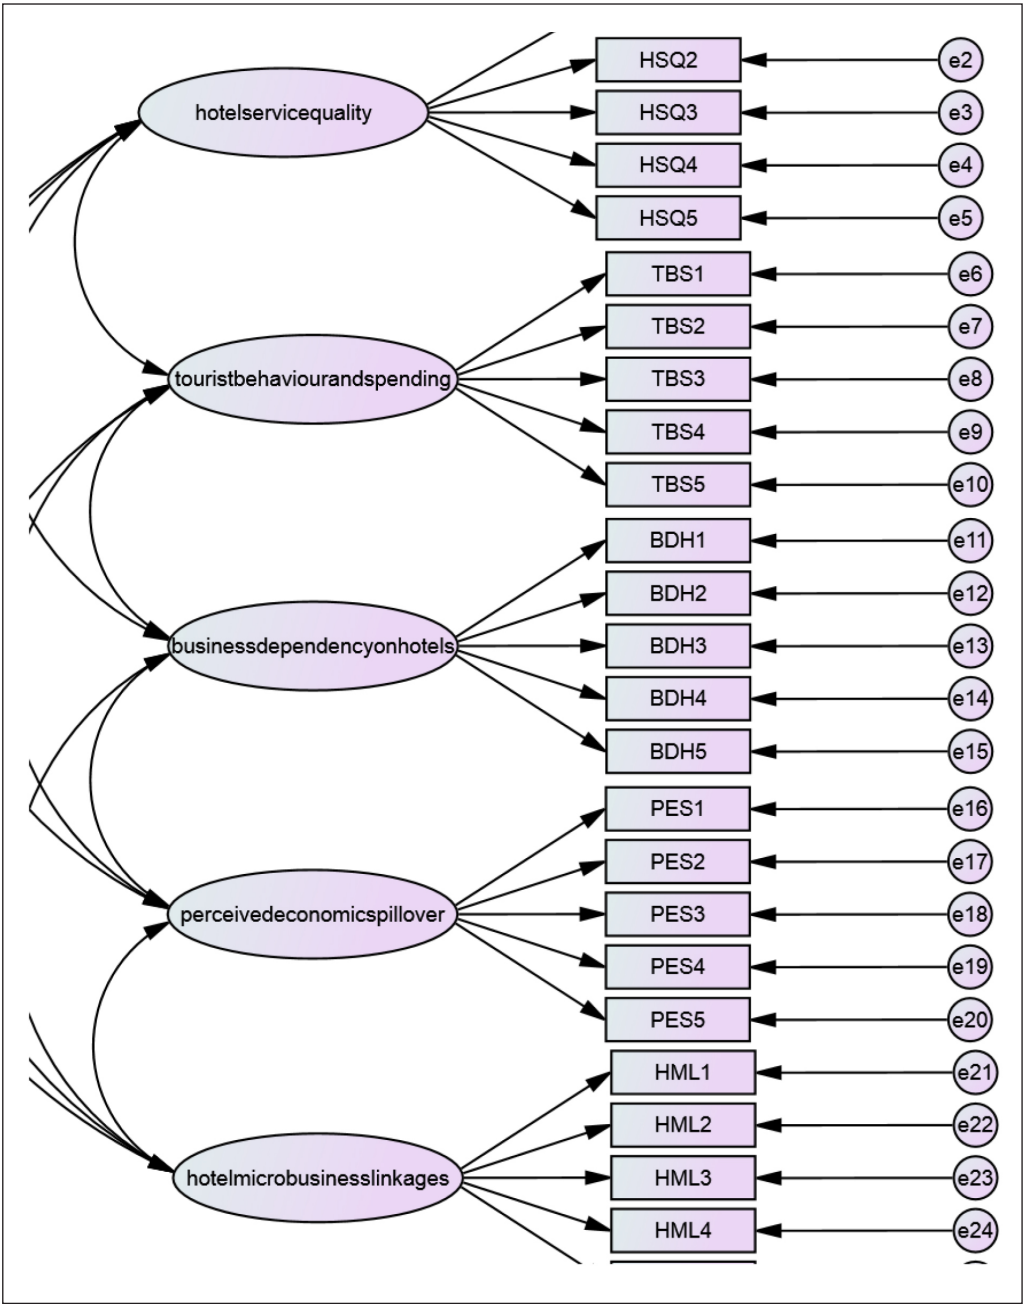 HSQ2
e2
hotelservicequality
HSQ3
e3
HSQ4
e4
HSQ5
e5
TBS1
e6
TBS2
e7
touristbehaviourandspending
TBS3
e8
TBS4
e9
TBS5
e10
BDH1
e11
BDH2
e12
businessdependencyonhotels
BDH3
e13
BDH4
e14
BDH5
e15
PES1
e16
PES2
e17
perceivedeconomicspillover
PES3
e18
PES4
e19
PES5
e20
HML1
e21
HML2
e22
hotelmicrobusinesslinkages
HML3
e23
HML4
e24